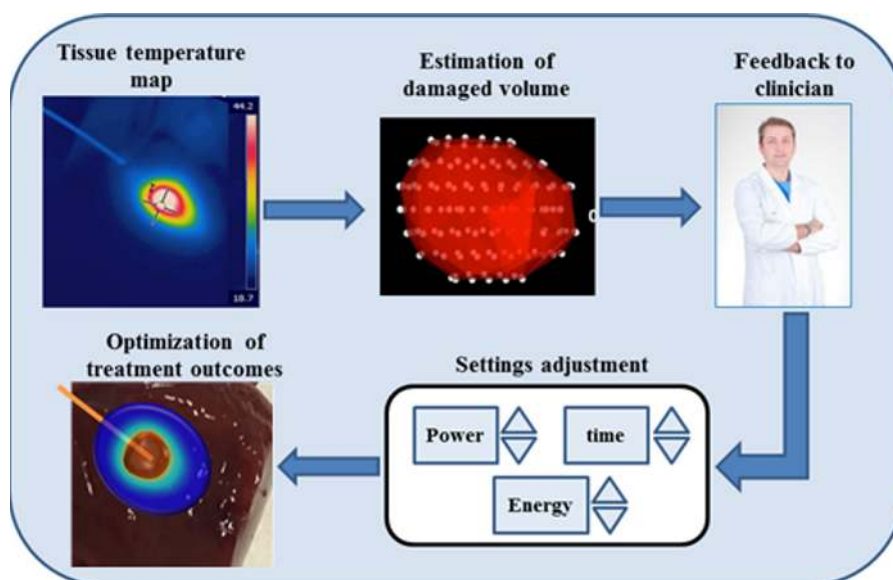 Tissue temperature
map
Estimation of
damaged volume
Feedback to
clinician
44.2
18.7
0
Optimization of
treatment outcomes
Settings adjustment
Power
time
Energy